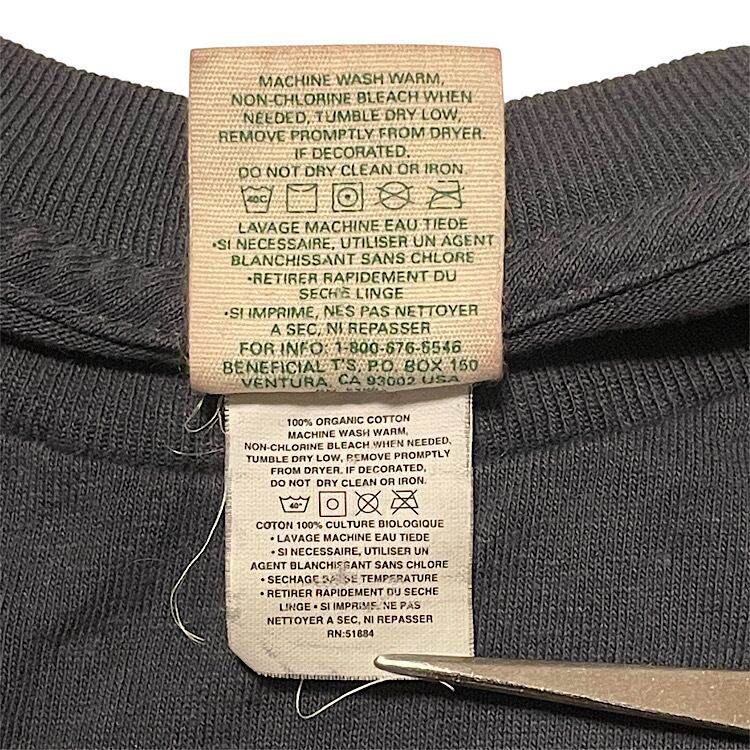 MACHINE WASH WARM,
NON-CHLORINE BLEACH WHEN
NEEDED, TUMBLE DRY LOW,
REMOVE PROMPTLY FROM DRYER.
IF DECORATED,
DO NOT DRY CLEAN OR IRON.
40C
LAVAGE MACHINE EAU TIEDE
•SI NECESSAIRE, UTILISER UN AGENT
BLANCHISSANT SANS CHLORE
•RETIRER RAPIDEMENT DU
SECHE LINGE
•SI IMPRIME, NES PAS NETTOYER
A SEC, NI REPASSER
FOR INFO: 1-800-676-6546
BENEFICIAL T'S, P.O. BOX 150
VENTURA, CA 93002 USA
100% ORGANIC COTTON
MACHINE WASH WARM,
NON-CHLORINE BLEACH WHEN NEEDED,
TUMBLE DRY LOW, REMOVE PROMPTLY
FROM DRYER. IF DECORATED,
DO NOT DRY CLEAN OR IRON.
40°
COTON 100% CULTURE BIOLOGIQUE
• LAVAGE MACHINE EAU TIEDE
• SI NECESSAIRE, UTILISER UN
AGENT BLANCHISSANT SANS CHLORE
• SECHAGE BASSE TEMPERATURE
• RETIRER RAPIDEMENT DU SECHE
LINGE • SI IMPRIME, NE PAS
NETTOYER A SEC, NI REPASSER
RN:51884